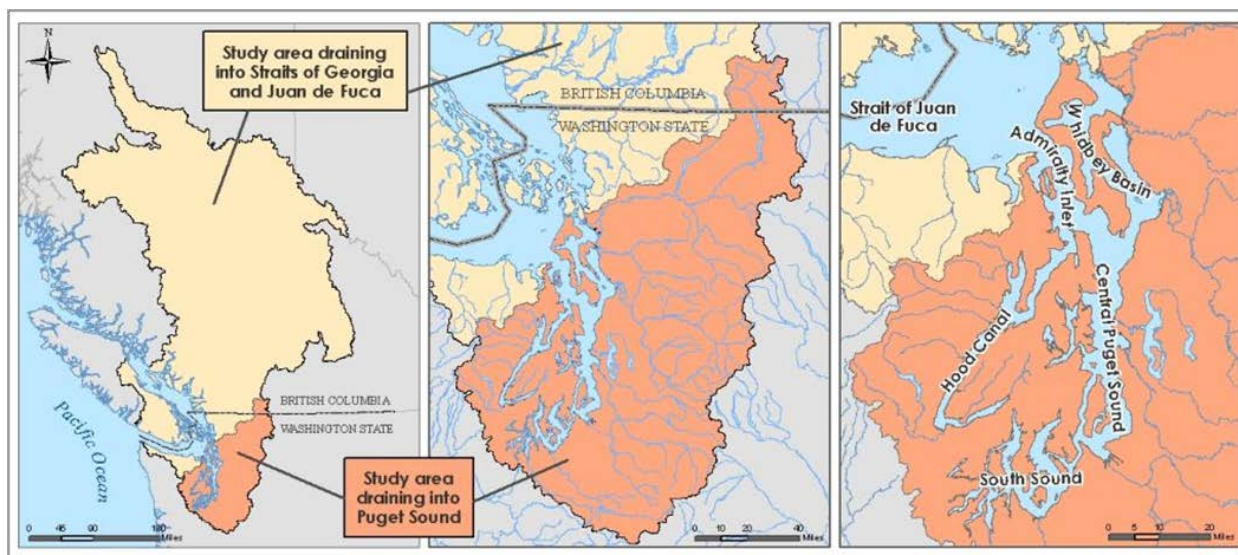 N
Study area draining
into Straits of Georgia
and Juan de Fuca
BRITISH COLUMBIA
WASHINGTON STATE
Pacific Ocean
Study area
draining into
Puget Sound
0 45 90 180
Miles
BRITISH COLUMBIA
WASHINGTON STATE
0 10 20 40
Miles
Strait of Juan
de Fuca
Admiralty Inlet
Whidbey Basin
Hood Canal
Central Puget Sound
South Sound
0 5 10 20
Miles